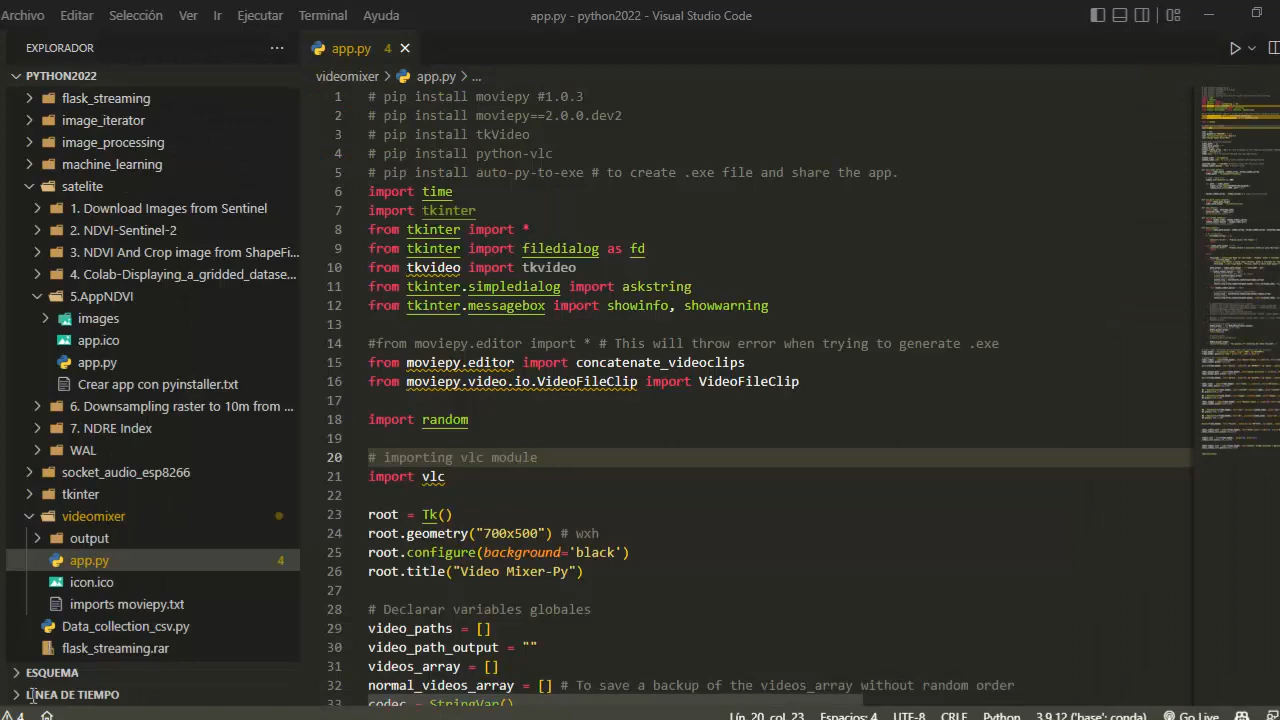 Archivo Editar Selección Ver Ir Ejecutar Terminal Ayuda
app.py - python2022 - Visual Studio Code
EXPLORADOR
PYTHON2022
flask_streaming
image_iterator
image_processing
machine_learning
satellite
1. Download Images from Sentinel
2. NDVI-Sentinel-2
3. NDVI And Crop image from ShapeFi...
4. Colab-Displaying_a_gridded_datase...
5. app_NDVI
images
app.ico
app.py
Crear app con pyinstaller.txt
6. Downsampling raster to 10m from ...
7. NDRE Index
socket_audio_esp8266
tkinter
videomixer
output
app.py 4
icon.ico
imports moviepy.txt
Data_collection_csv.py
flask_streaming.rar
ESQUEMA
LÍNEA DE TIEMPO
4
app.py 4
videomixer > app.py > ...
1 # pip install moviepy #1.0.3
2 # pip install moviepy==2.0.0.dev2
3 # pip install tkVideo
4 # pip install python-vlc
5 # pip install auto-py-to-exe # to create exec file and share the app.
6 import time
7 import tkinter
8 from tkinter import *
9 from tkinter import filedialog as fd
10 from tkvideo import tkvideo
11 from tkinter.simpledialog import askstring
12 from tkinter.messagebox import showinfo, showwarning
13
14 #from moviepy.editor import * # This will throw error when trying to generate .exe
15 from moviepy.editor import concatenate_videoclips
16 from moviepy.video.io.VideoFileClip import VideoFileClip
17
18 import random
19
20 # importing vlc module
21 import vlc
22
23 root = Tk()
24 root.geometry("700x500") # wxh
25 root.configure(background='black')
26 root.title("Video Mixer-Py")
27
28 # Declarar variables globales
29 video_paths = []
30 video_path_output = ""
31 videos_array = []
32 normal_videos_array = [] # To save a backup of the videos_array without random order
33 codec = StringVar()
Lín. 20, col. 23 Espacios: 4 UTF-8 CRLF Python 3.9.12 ('base': conda) Go Live